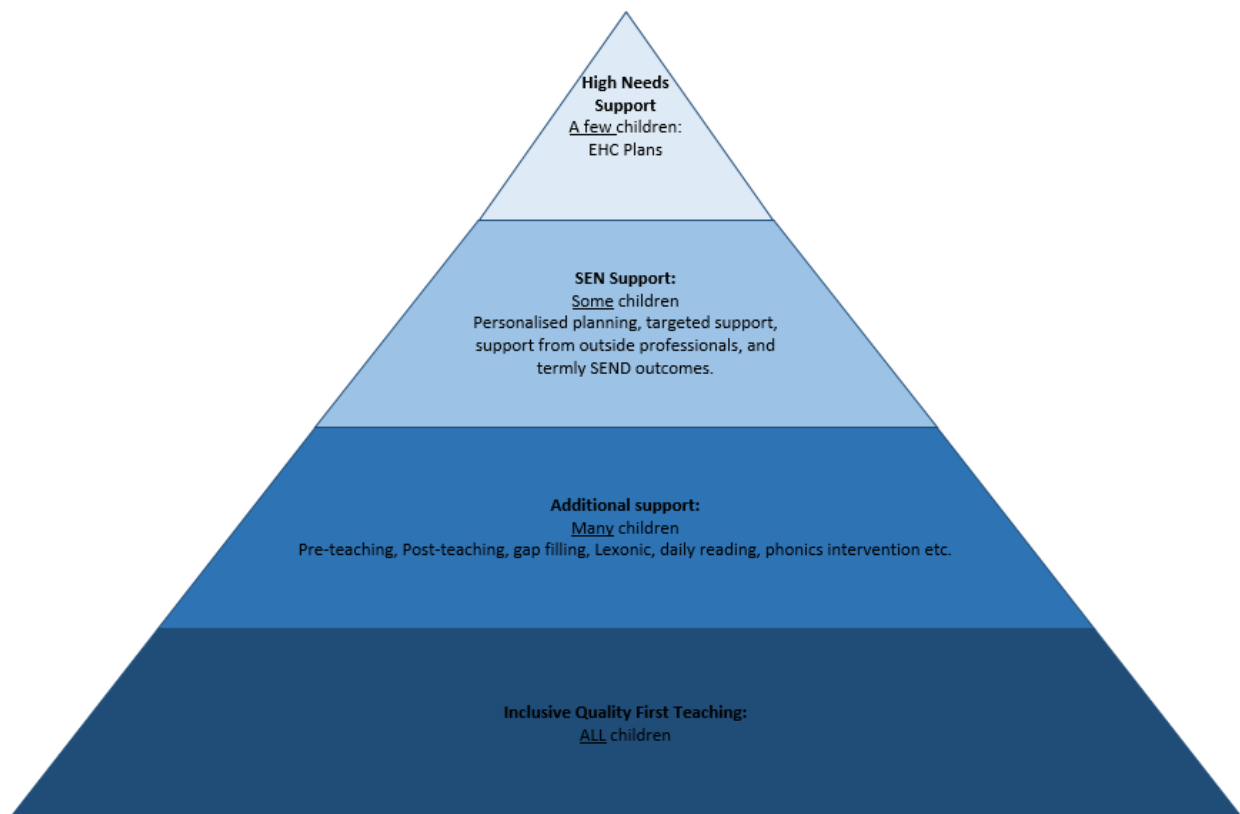 High Needs
Support
A few children:
EHC Plans
SEN Support:
Some children
Personalised planning, targeted support,
support from outside professionals, and
termly SEND outcomes.
Additional support:
Many children
Pre-teaching, Post-teaching, gap filling, Lexonic, daily reading, phonics intervention etc.
Inclusive Quality First Teaching:
ALL children